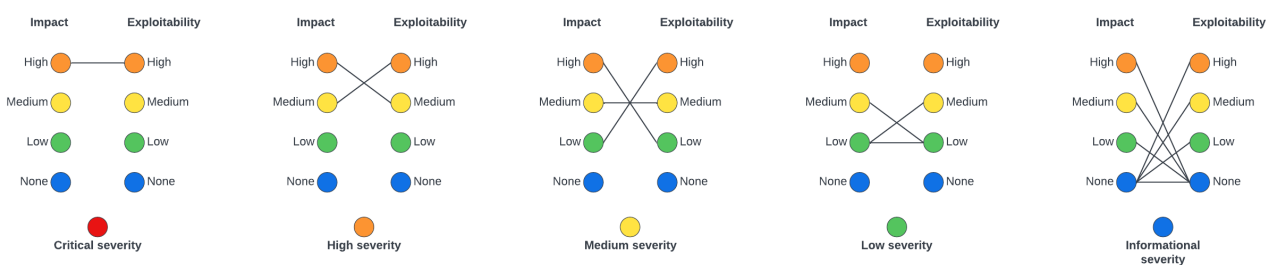 Impact Exploitability
High High
Medium Medium
Low Low
None None
Critical severity
Impact Exploitability
High High
Medium Medium
Low Low
None None
High severity
Impact Exploitability
High High
Medium Medium
Low Low
None None
Medium severity
Impact Exploitability
High High
Medium Medium
Low Low
None None
Low severity
Impact Exploitability
High High
Medium Medium
Low Low
None None
Informational
severity